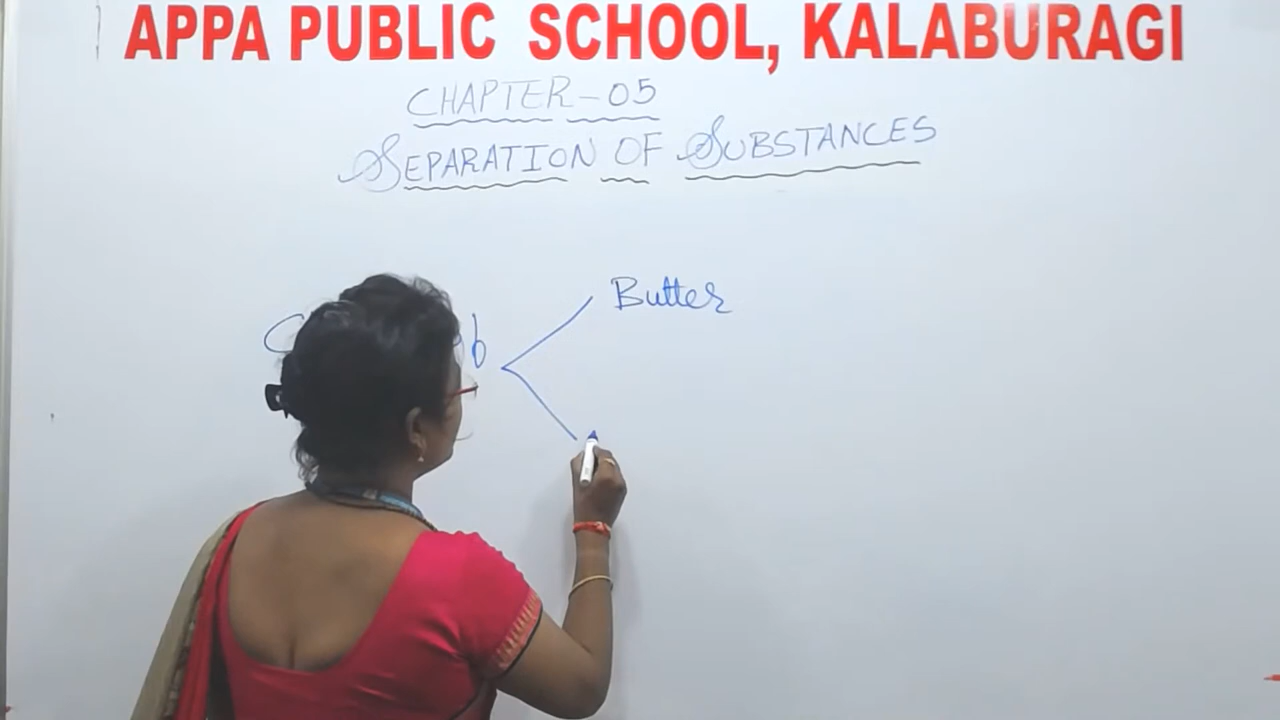 APPA PUBLIC SCHOOL, KALABURAGI
CHAPTER-05
SEPARATION OF SUBSTANCES
Butter